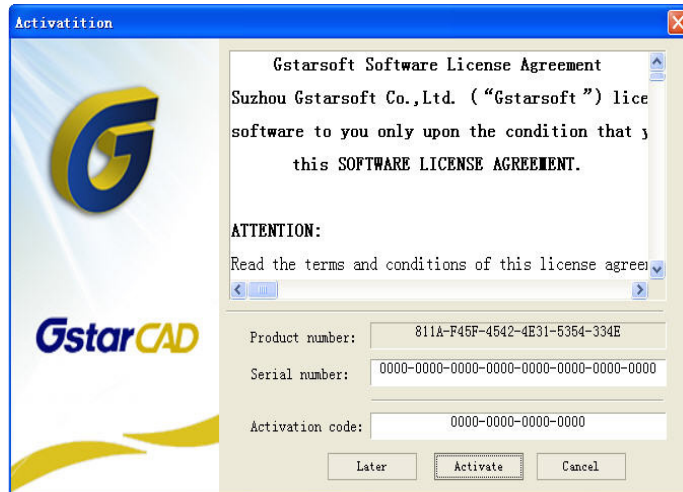 Activatition
Gstarsoft Software License Agreement
Suzhou Gstarsoft Co.,Ltd. (“Gstarsoft”) lice
software to you only upon the condition that y
this SOFTWARE LICENSE AGREEMENT.
ATTENTION:
Read the terms and conditions of this license agree
GstarCAD
Product number: 811A-F45F-4542-4E31-5354-334E
Serial number: 0000-0000-0000-0000-0000-0000-0000-0000
Activation code: 0000-0000-0000-0000
Later Activate Cancel